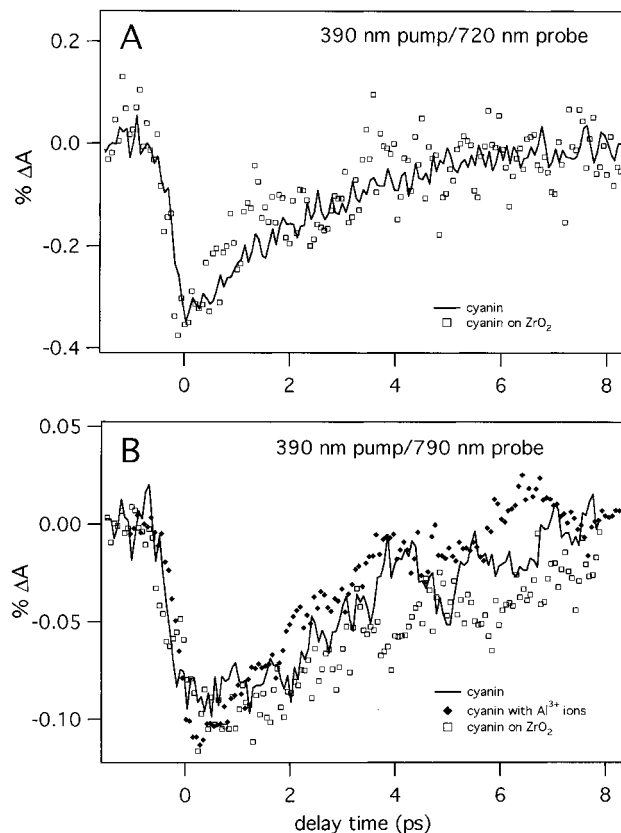 A
390 nm pump/720 nm probe
0.2
0.0
-0.2
-0.4
% ΔA
cyanin
cyanin on ZrO₂
0
2
4
6
8
B
390 nm pump/790 nm probe
0.05
0.00
-0.05
-0.10
% ΔA
cyanin
cyanin with Al³⁺ ions
cyanin on ZrO₂
0
2
4
6
8
delay time (ps)